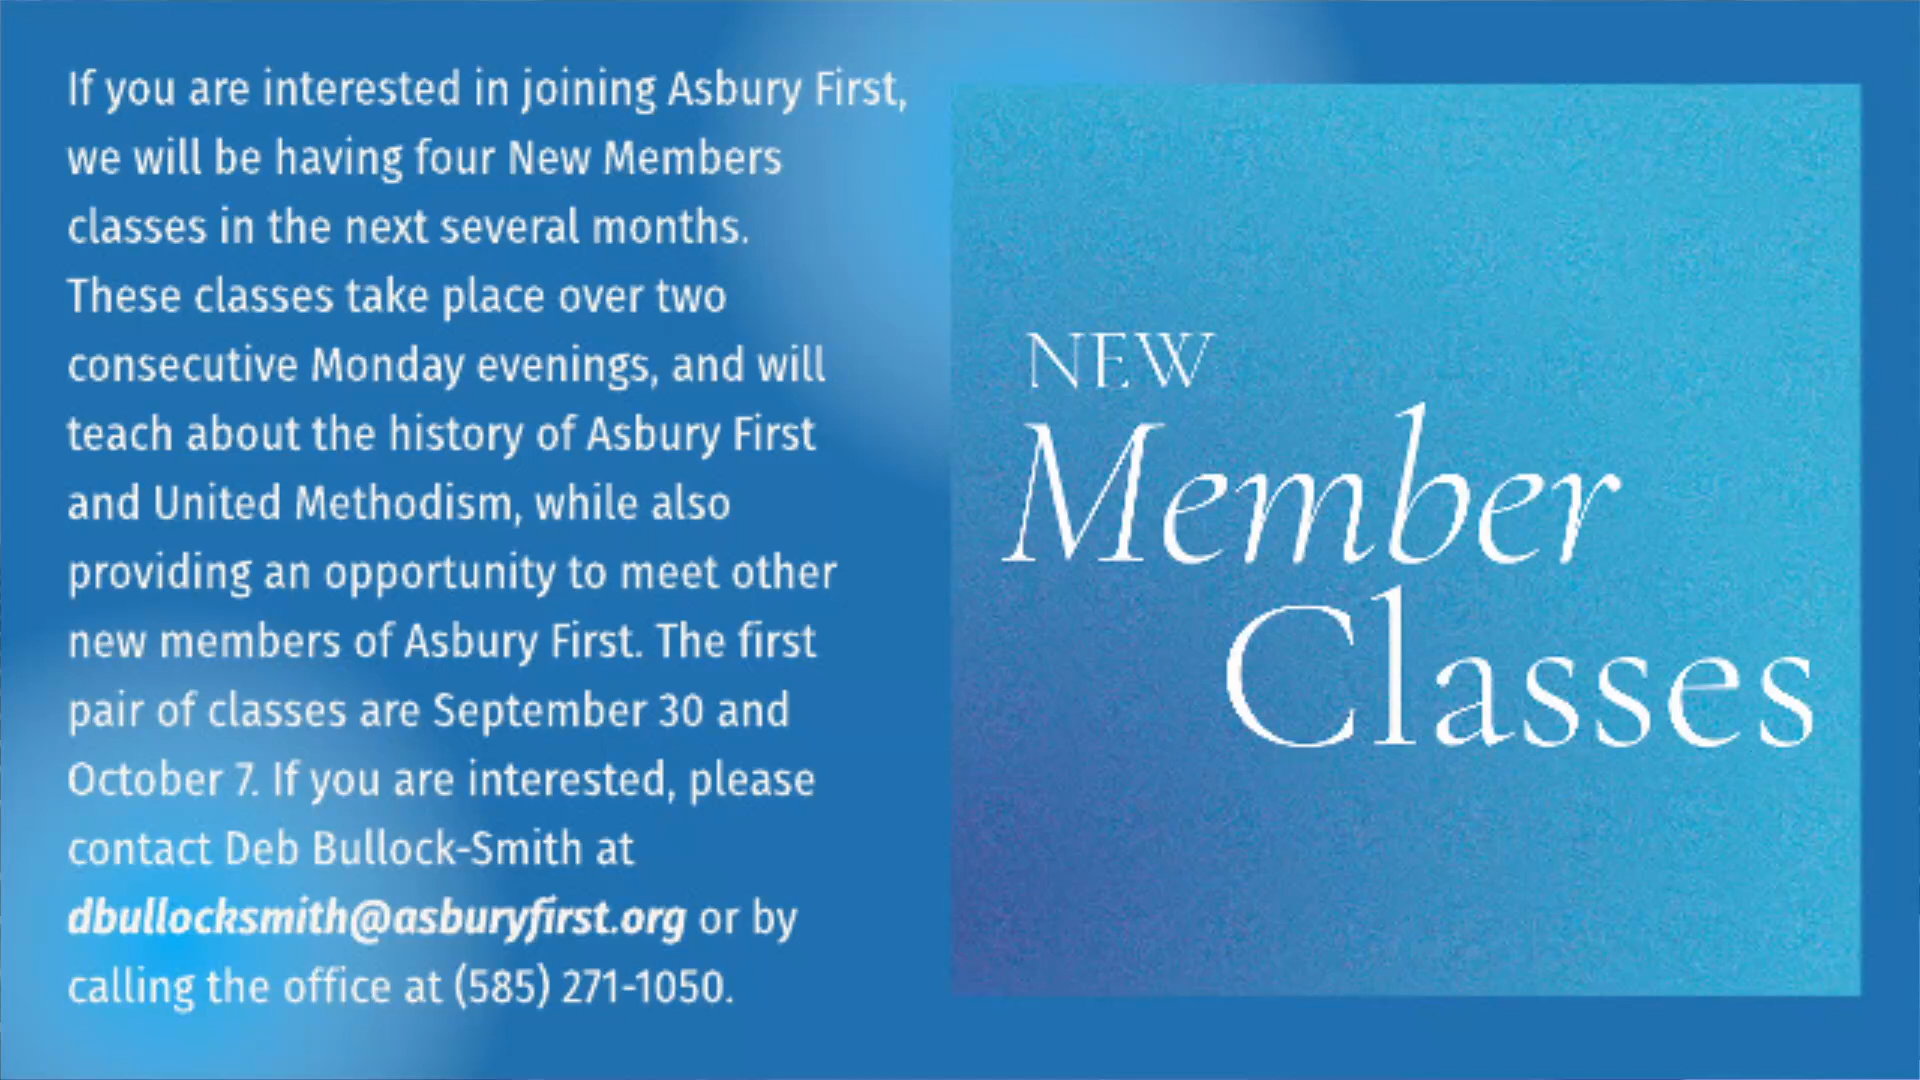 If you are interested in joining Asbury First,
we will be having four New Members
classes in the next several months.
These classes take place over two
consecutive Monday evenings, and will
teach about the history of Asbury First
and United Methodism, while also
providing an opportunity to meet other
new members of Asbury First. The first
pair of classes are September 30 and
October 7. If you are interested, please
contact Deb Bullock-Smith at
dbullocksmith@asburyfirst.org or by
calling the office at (585) 271-1050.
NEW
Member
Classes